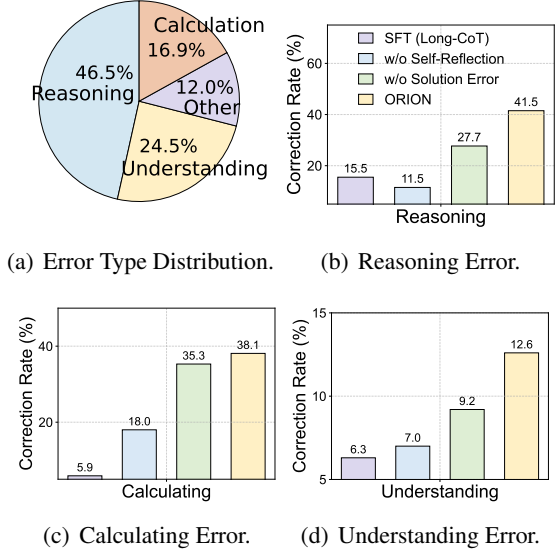 Calculation
16.9%
46.5%
Reasoning
12.0%
Other
24.5%
Understanding
(a) Error Type Distribution.
Correction Rate (%)
60
40
20
SFT (Long-CoT)
w/o Self-Reflection
w/o Solution Error
ORION
15.5
11.5
27.7
41.5
Reasoning
(b) Reasoning Error.
Correction Rate (%)
40
20
5.9
18.0
35.3
38.1
Calculating
(c) Calculating Error.
Correction Rate (%)
15
10
5
6.3
7.0
9.2
12.6
Understanding
(d) Understanding Error.